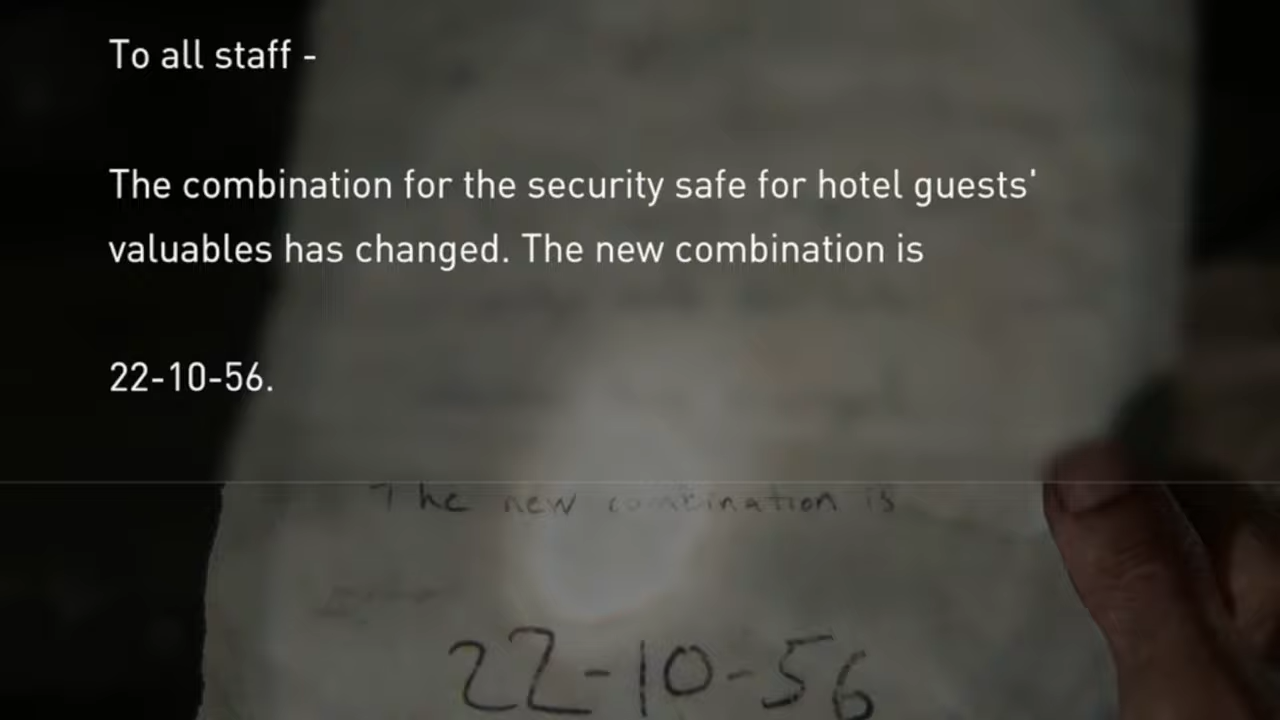 To all staff -
The combination for the security safe for hotel guests'
valuables has changed. The new combination is
22-10-56.
The new combination is
22-10-56